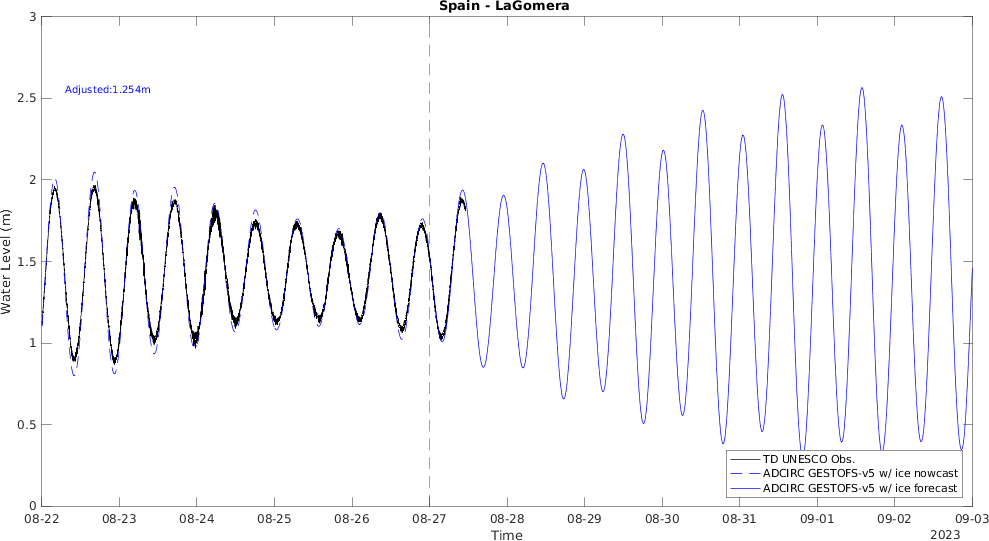 Spain - LaGomera
3
2.5
2
1.5
1
0.5
0
Water Level (m)
Adjusted:1.254m
TD UNESCO Obs.
ADCIRC GESTOFS-v5 w/ ice nowcast
ADCIRC GESTOFS-v5 w/ ice forecast
08-22 08-23 08-24 08-25 08-26 08-27 08-28 08-29 08-30 08-31 09-01 09-02 09-03
Time
2023